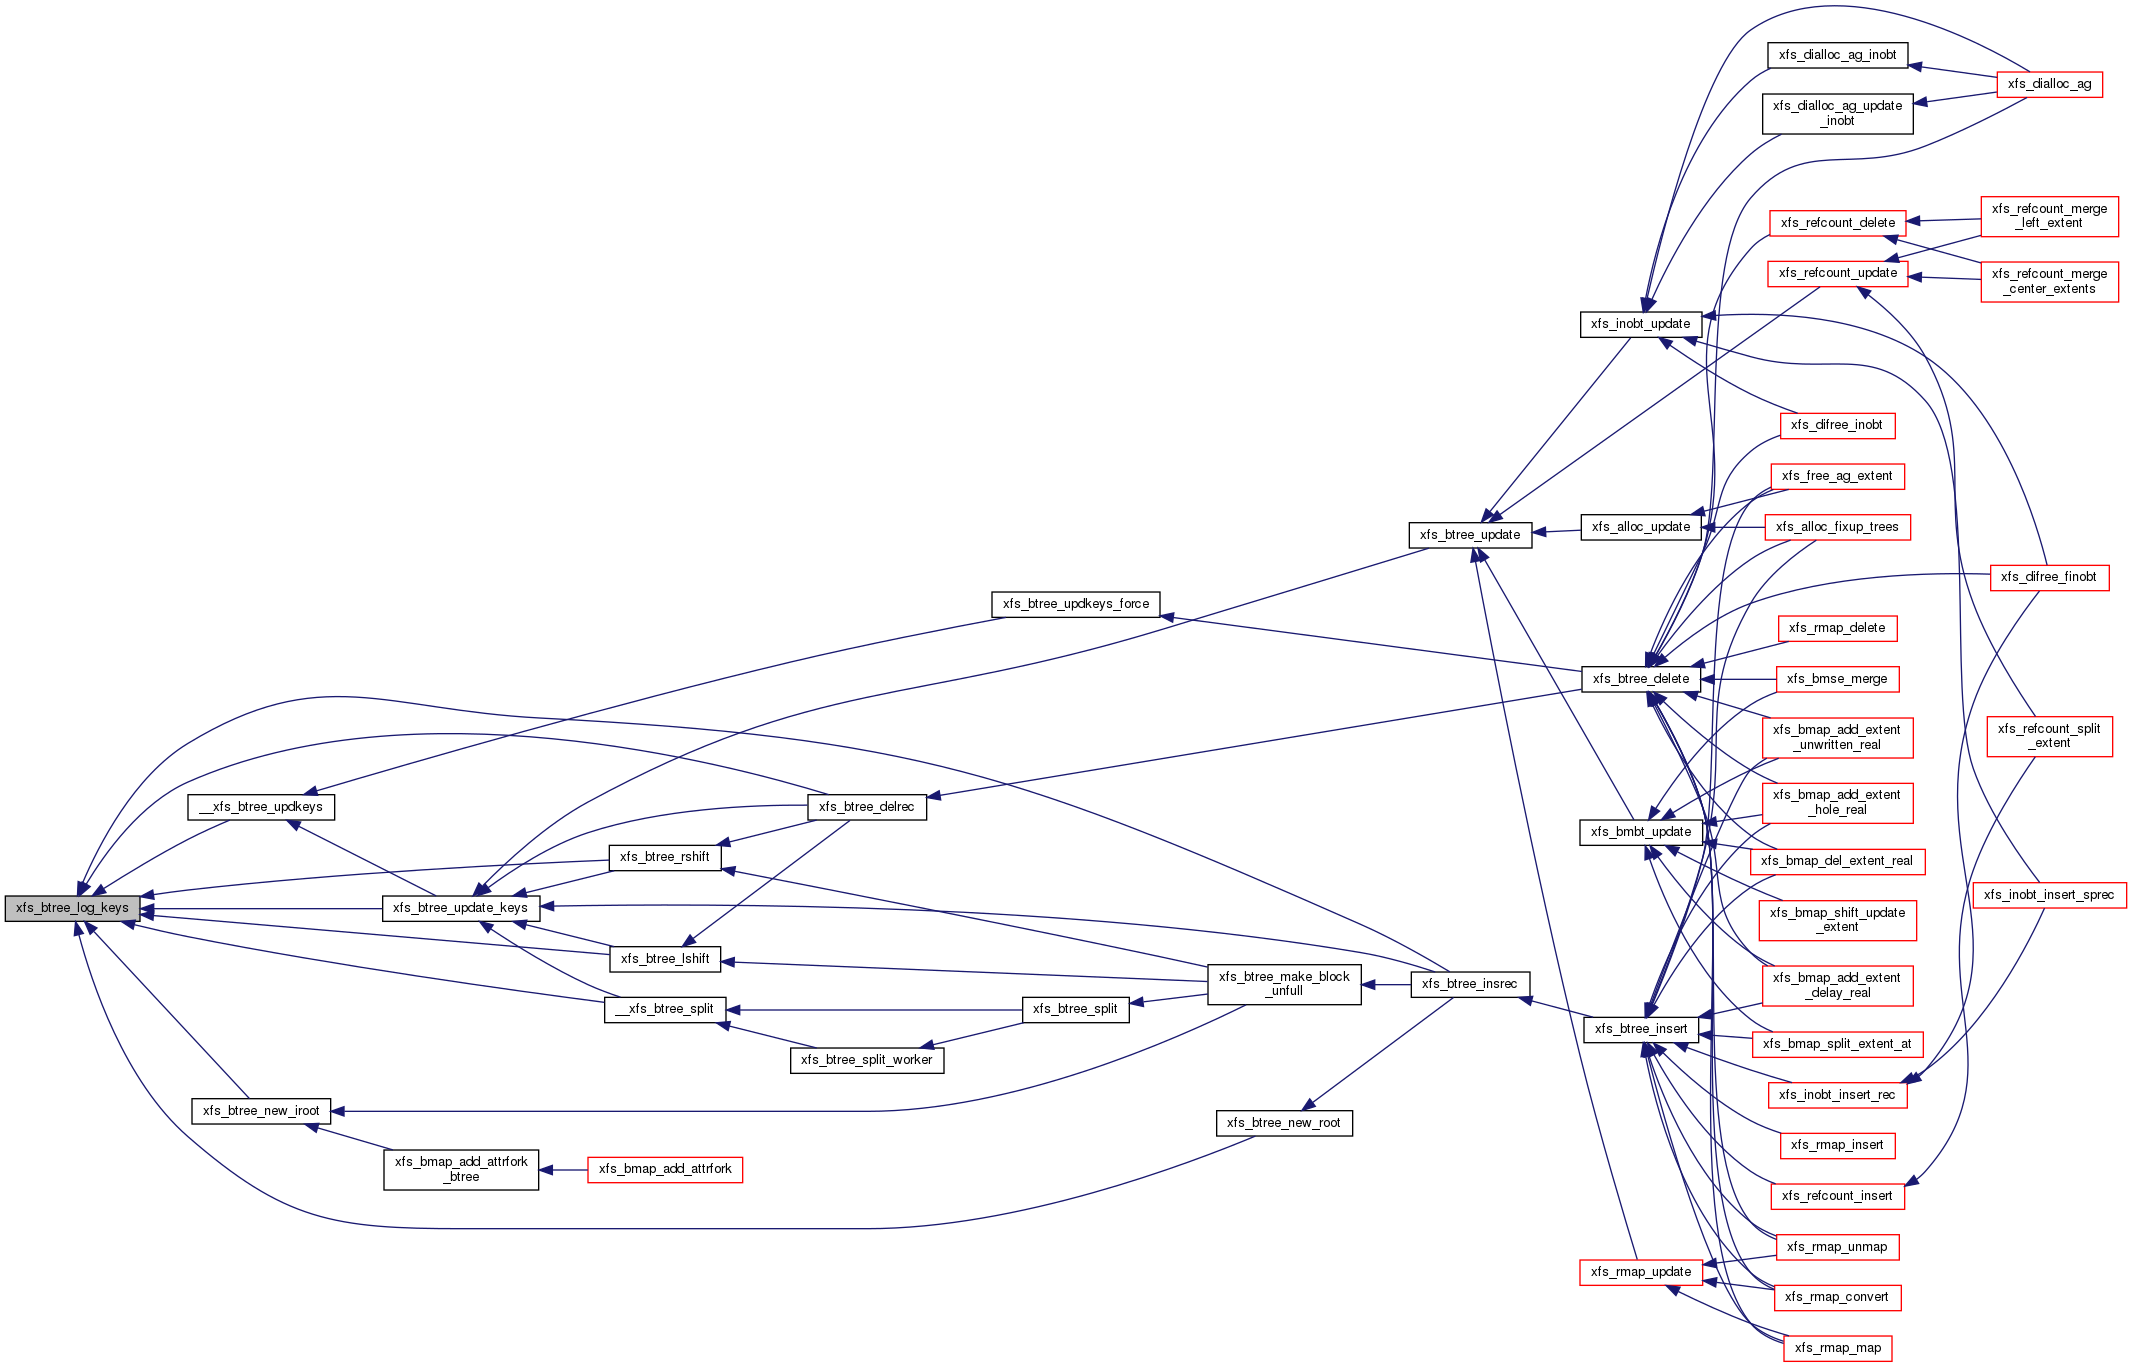 xfs_btree_log_keys
__xfs_btree_updkeys
xfs_btree_new_iroot
xfs_btree_update_keys
xfs_bmap_add_attrfork
_btree
xfs_btree_rshift
xfs_btree_lshift
__xfs_btree_split
xfs_bmap_add_attrfork
xfs_btree_delrec
xfs_btree_split_worker
xfs_btree_updkeys_force
xfs_btree_split
xfs_btree_make_block
_unfull
xfs_btree_new_root
xfs_btree_update
xfs_btree_insrec
xfs_inobt_update
xfs_alloc_update
xfs_btree_delete
xfs_bmbt_update
xfs_btree_insert
xfs_rmap_update
xfs_dialloc_ag_inobt
xfs_dialloc_ag_update
_inobt
xfs_refcount_delete
xfs_refcount_update
xfs_difree_inobt
xfs_free_ag_extent
xfs_alloc_fixup_trees
xfs_rmap_delete
xfs_bmse_merge
xfs_bmap_add_extent
_unwritten_real
xfs_bmap_add_extent
_hole_real
xfs_bmap_del_extent_real
xfs_bmap_shift_update
_extent
xfs_bmap_add_extent
_delay_real
xfs_bmap_split_extent_at
xfs_inobt_insert_rec
xfs_rmap_insert
xfs_refcount_insert
xfs_rmap_unmap
xfs_rmap_convert
xfs_rmap_map
xfs_dialloc_ag
xfs_refcount_merge
_left_extent
xfs_refcount_merge
_center_extents
xfs_difree_finobt
xfs_refcount_split
_extent
xfs_inobt_insert_sprec